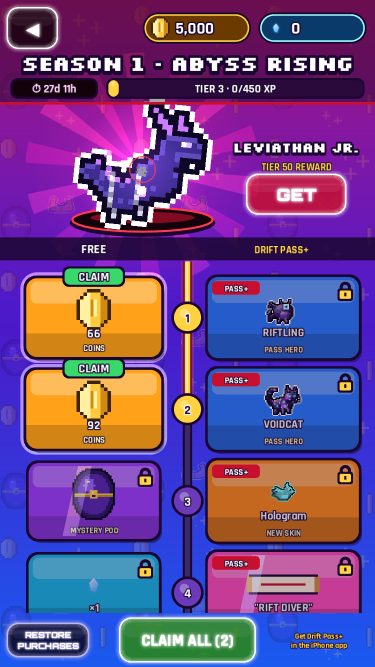 5,000
0
SEASON 1 - ABYSS RISING
27d 11h
TIER 3 · 0/450 XP
LEVIATHAN JR.
TIER 50 REWARD
GET
FREE
DRIFT PASS+
CLAIM
66
COINS
1
PASS+
RIFTLING
PASS HERO
CLAIM
92
COINS
2
PASS+
VOIDCAT
PASS HERO
MYSTERY POD
3
PASS+
Hologram
NEW SKIN
×1
4
PASS+
"RIFT DIVER"
RESTORE
PURCHASES
CLAIM ALL (2)
Get Drift Pass+
in the iPhone app